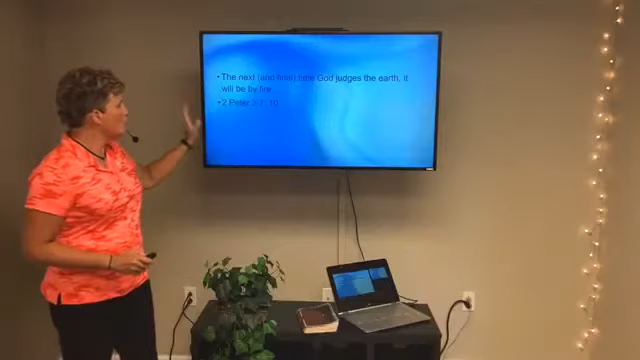 • The next (and final) time God judges the earth, it
will be by fire
• 2 Peter 3:7, 10